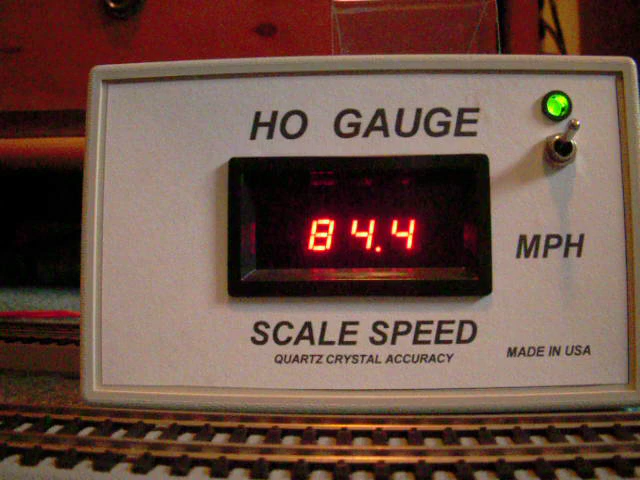 HO GAUGE
84.4
MPH
SCALE SPEED
QUARTZ CRYSTAL ACCURACY
MADE IN USA